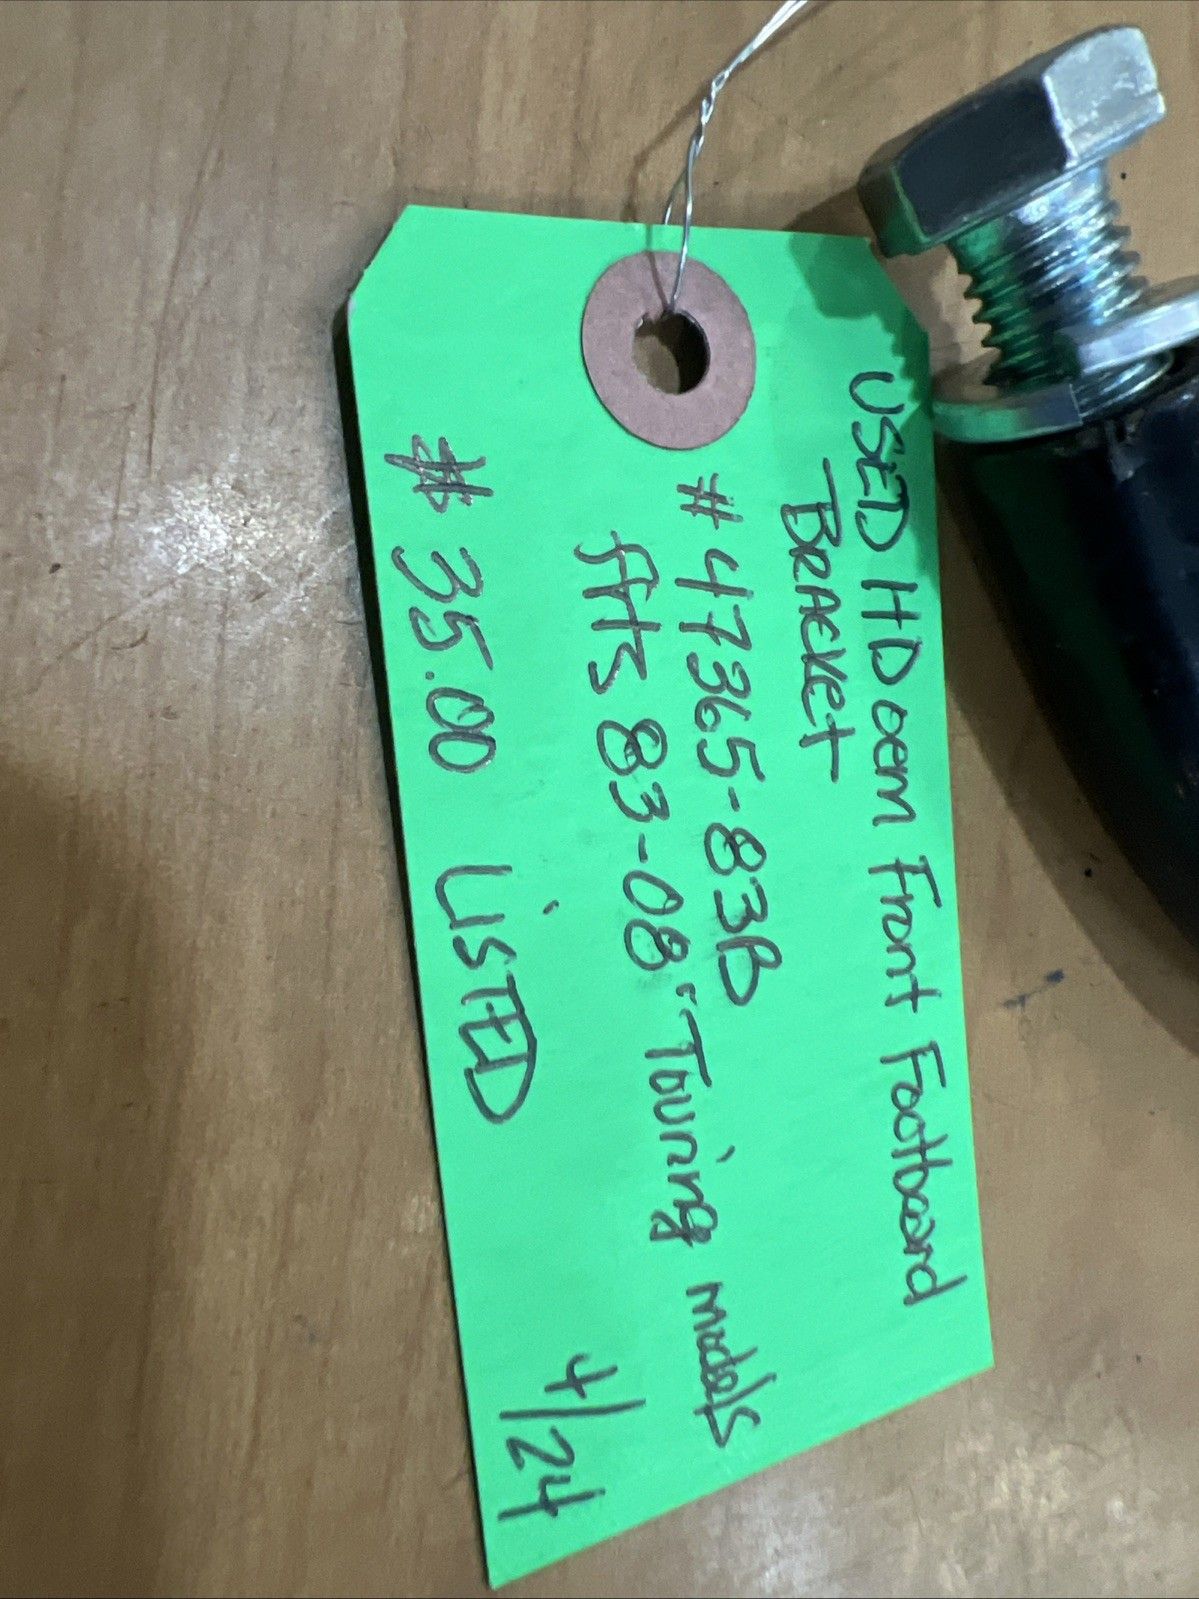 USED HD oem Front Footboard
Bracket
# 47365-83B
fits 83-08 "Touring models
$ 35.00 LiSTED
4/24